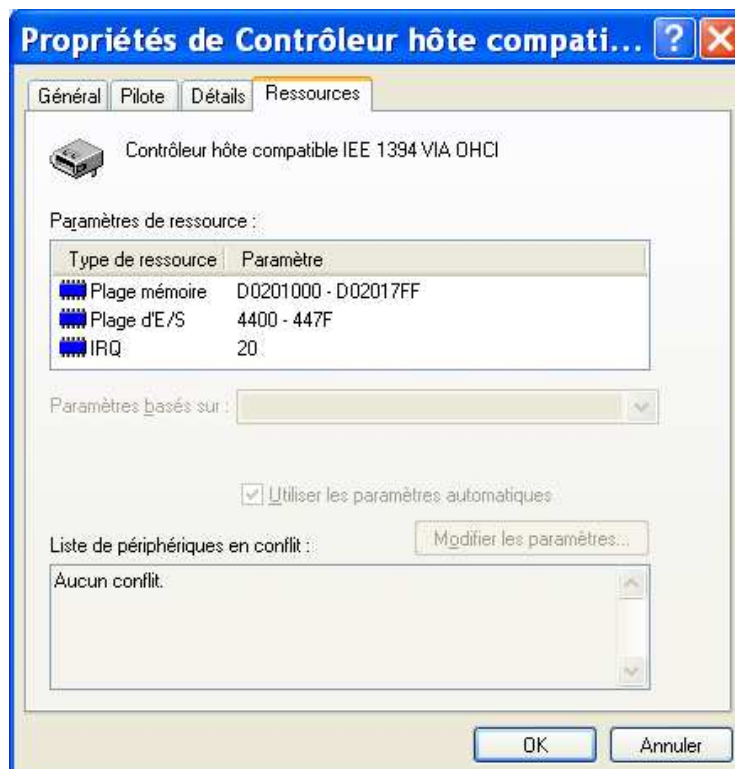 Propriétés de Contrôleur hôte compati... ?
Général Pilote Détails Ressources
Contrôleur hôte compatible IEE 1394 VIA OHCI
Paramètres de ressource :
Type de ressource Paramètre
Plage mémoire D0201000 - D02017FF
Plage d'E/S 4400 - 447F
IRQ 20
Paramètres basés sur :
Utiliser les paramètres automatiques
Liste de périphériques en conflit : Modifier les paramètres...
Aucun conflit.
OK Annuler